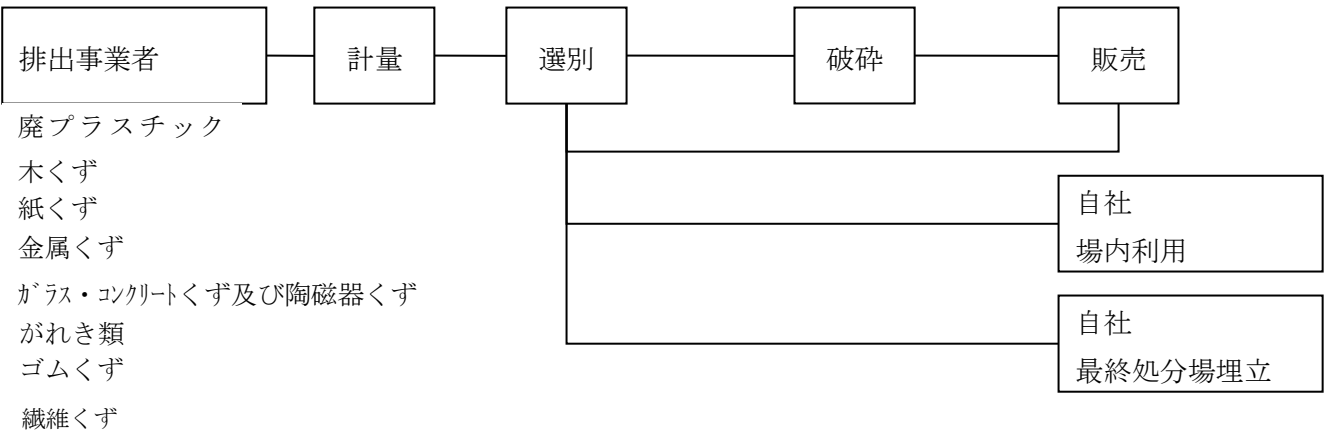 排出事業者
計量
選別
破砕
販売
廃プラスチック
木くず
紙くず
金属くず
ｶﾞﾗｽ・ｺﾝｸﾘｰﾄくず及び陶磁器くず
がれき類
ゴムくず
繊維くず
自社
場内利用
自社
最終処分場埋立